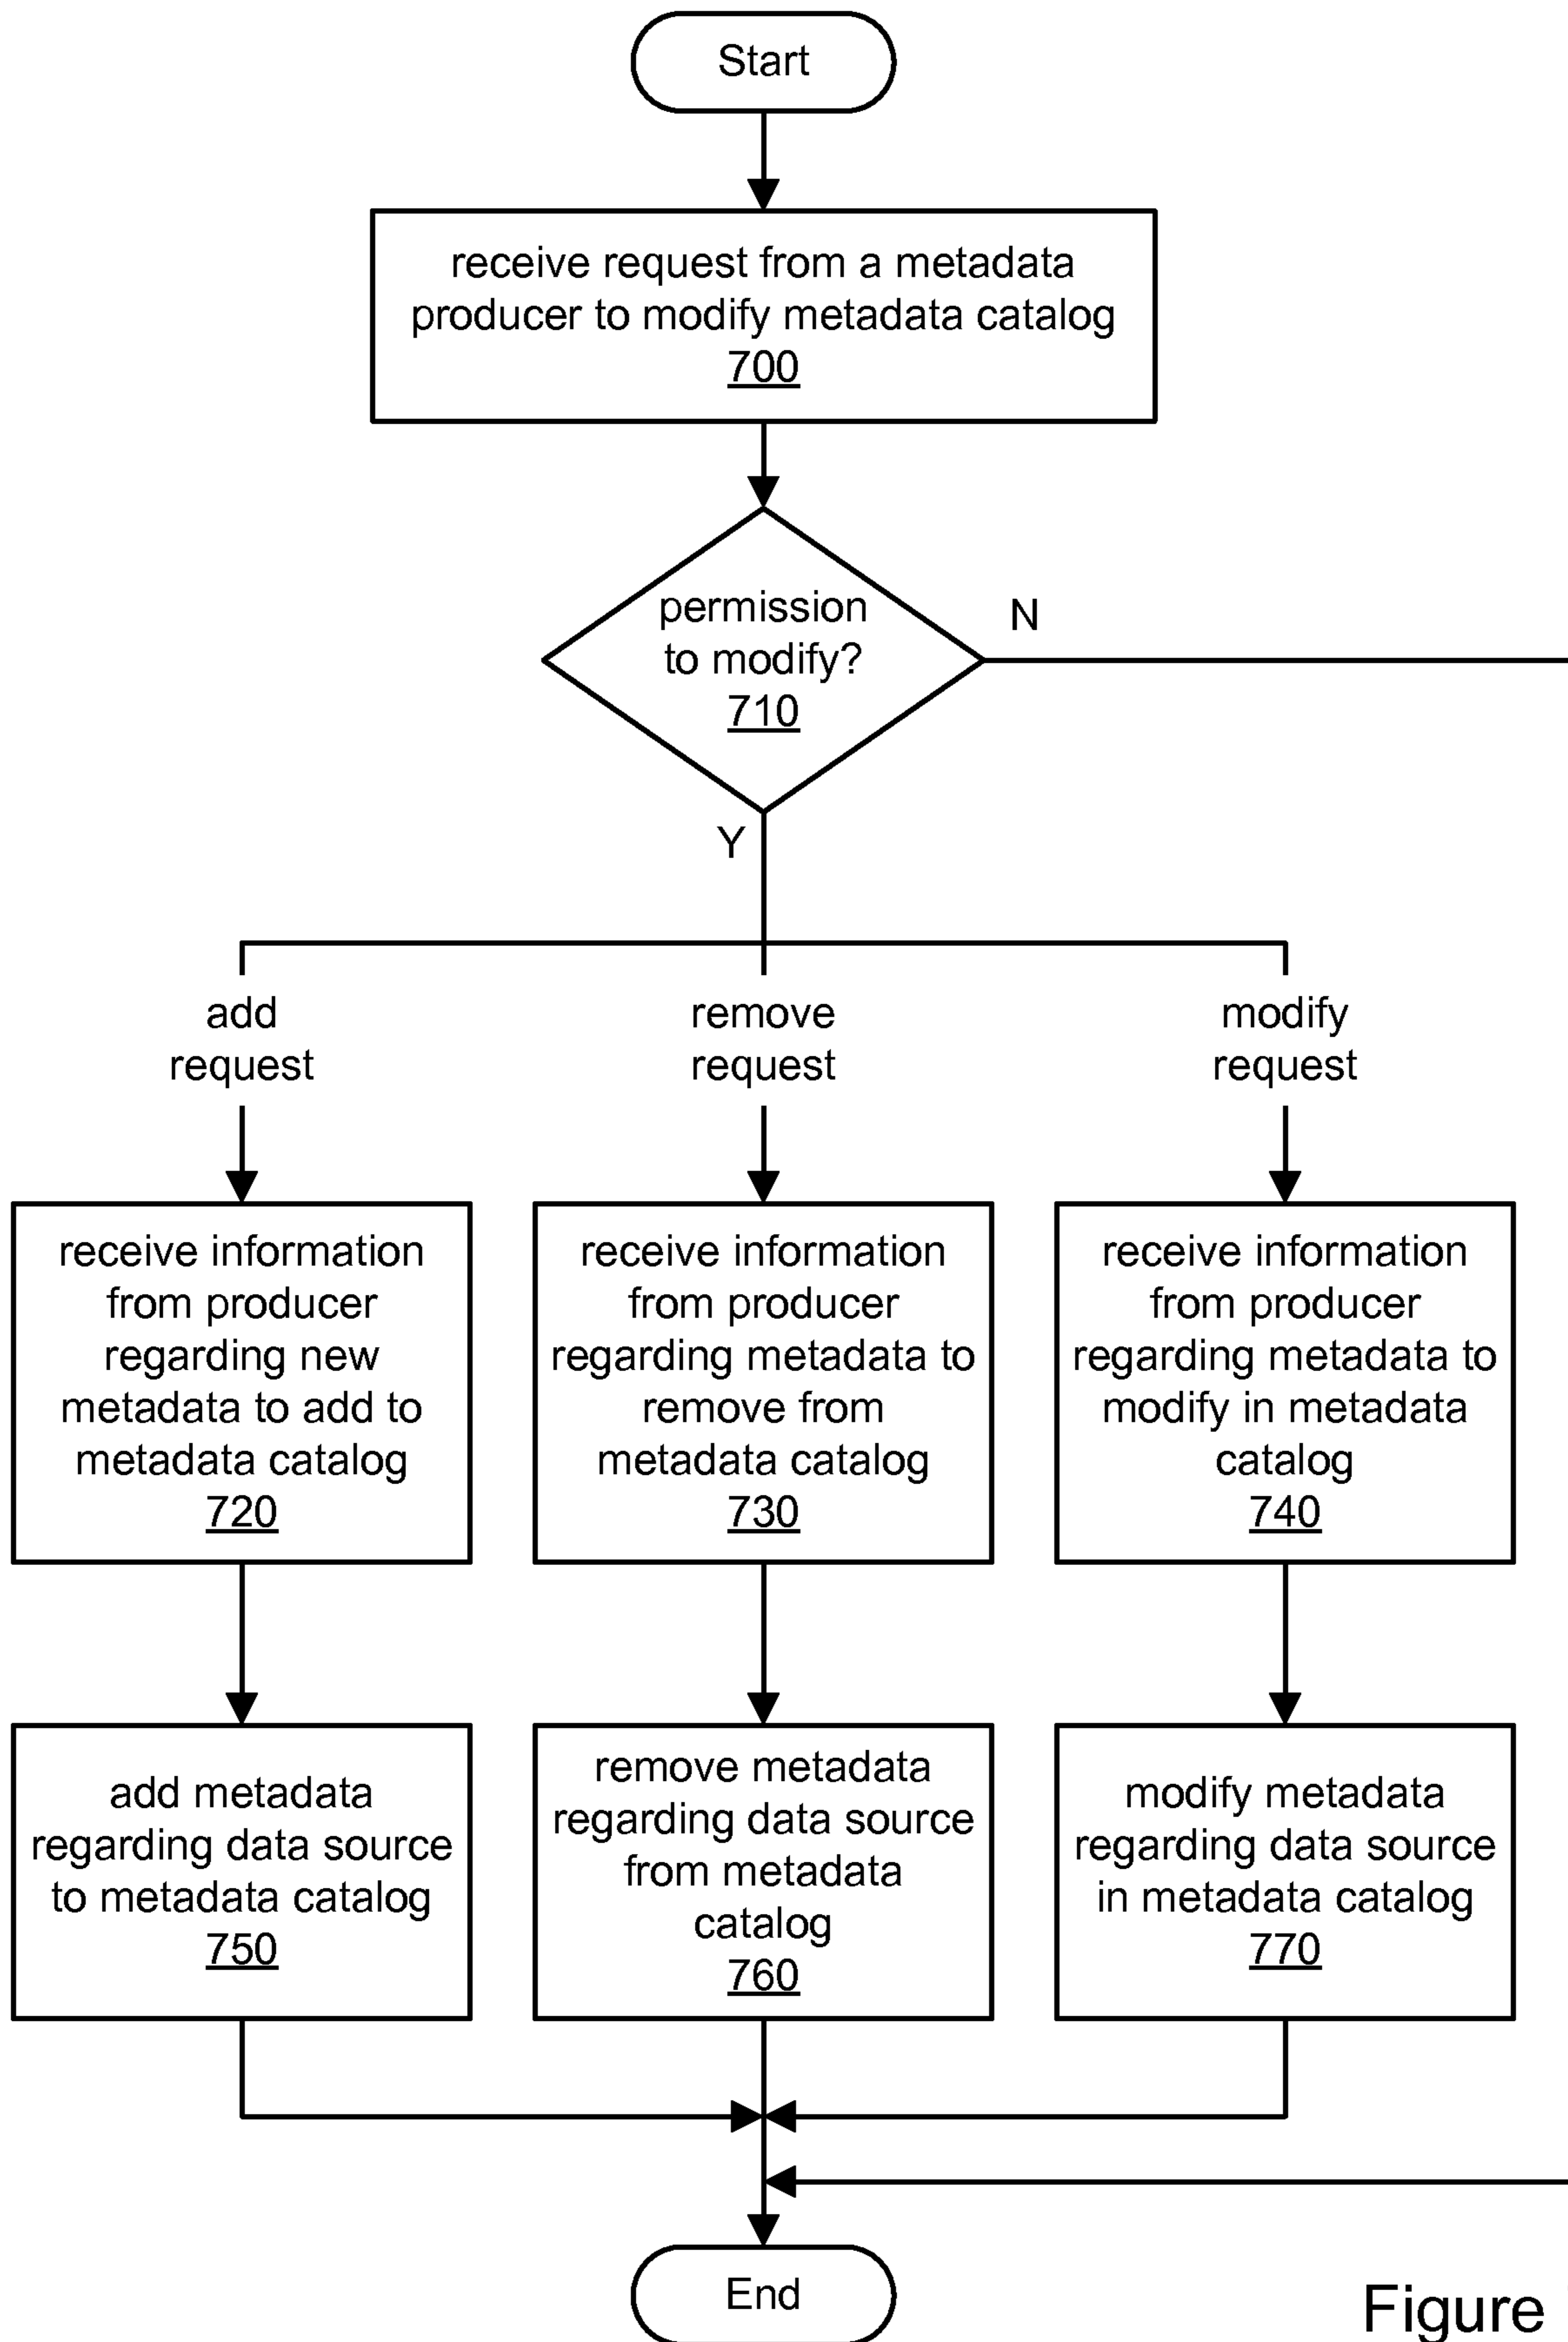 Start
receive request from a metadata
producer to modify metadata catalog
700
permission
to modify?
710
N
Y
add
request
remove
request
modify
request
receive information
from producer
regarding new
metadata to add to
metadata catalog
720
receive information
from producer
regarding metadata to
remove from
metadata catalog
730
receive information
from producer
regarding metadata to
modify in metadata
catalog
740
add metadata
regarding data source
to metadata catalog
750
remove metadata
regarding data source
from metadata
catalog
760
modify metadata
regarding data source
in metadata catalog
770
End
Figure